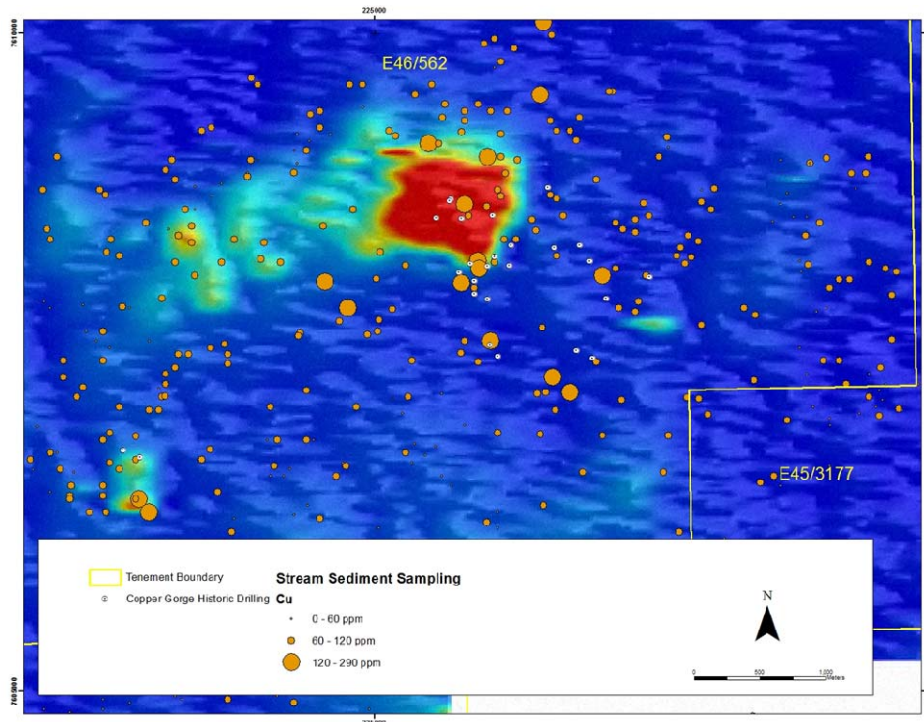 225000
7610000
E46/562
E45/3177
Tenement Boundary
Copper Gorge Historic Drilling
Stream Sediment Sampling
Cu
0 - 60 ppm
60 - 120 ppm
120 - 290 ppm
N
0 500 1,000
Meters